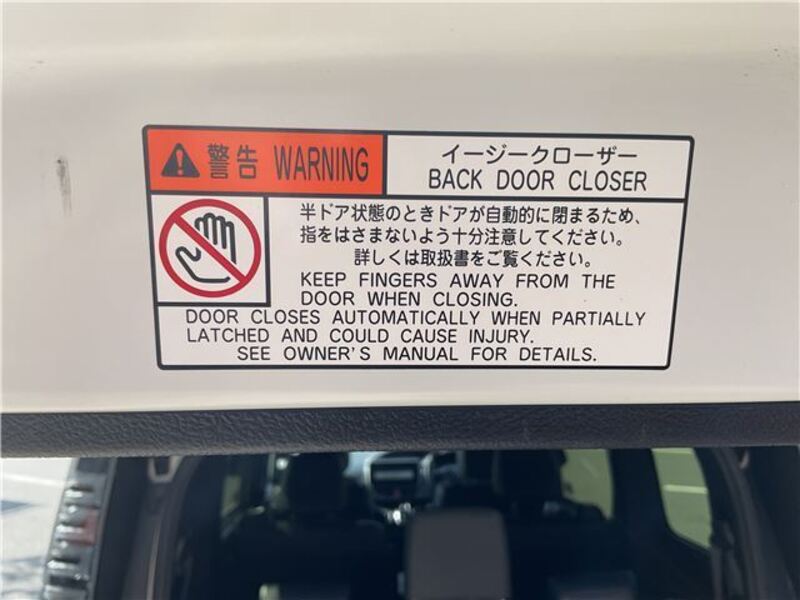 警告 WARNING
イージークローザー
BACK DOOR CLOSER
半ドア状態のときドアが自動的に閉まるため、
指をはさまないよう十分注意してください。
詳しくは取扱書をご覧ください。
KEEP FINGERS AWAY FROM THE
DOOR WHEN CLOSING.
DOOR CLOSES AUTOMATICALLY WHEN PARTIALLY
LATCHED AND COULD CAUSE INJURY.
SEE OWNER'S MANUAL FOR DETAILS.